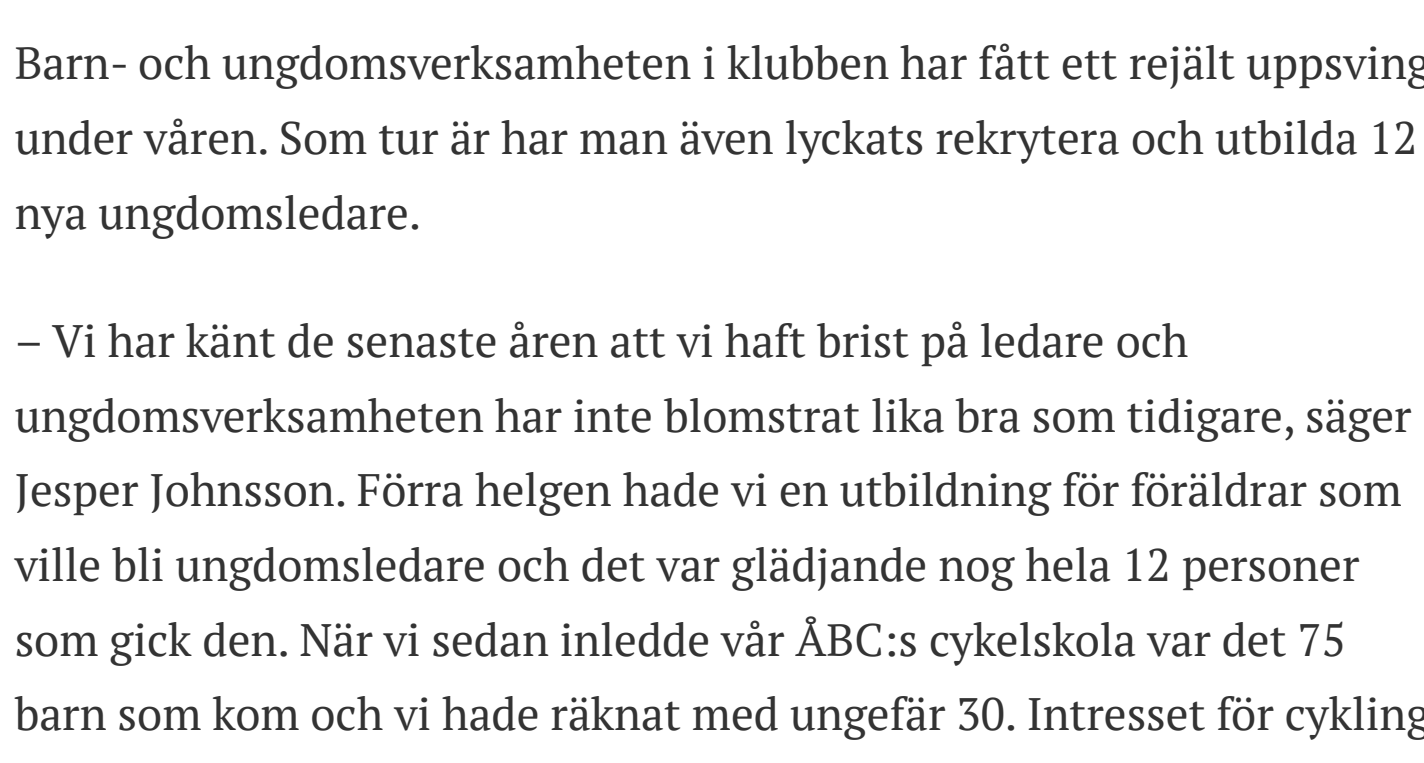 Barn- och ungdomsverksamheten i klubben har fått ett rejält uppsving
under våren. Som tur är har man även lyckats rekrytera och utbilda 12
nya ungdomsledare.
– Vi har känt de senaste åren att vi haft brist på ledare och
ungdomsverksamheten har inte blomstrat lika bra som tidigare, säger
Jesper Johnsson. Förra helgen hade vi en utbildning för föräldrar som
ville bli ungdomsledare och det var glädjande nog hela 12 personer
som gick den. När vi sedan inledde vår ÅBC:s cykelskola var det 75
barn som kom och vi hade räknat med ungefär 30. Intresset för cykling